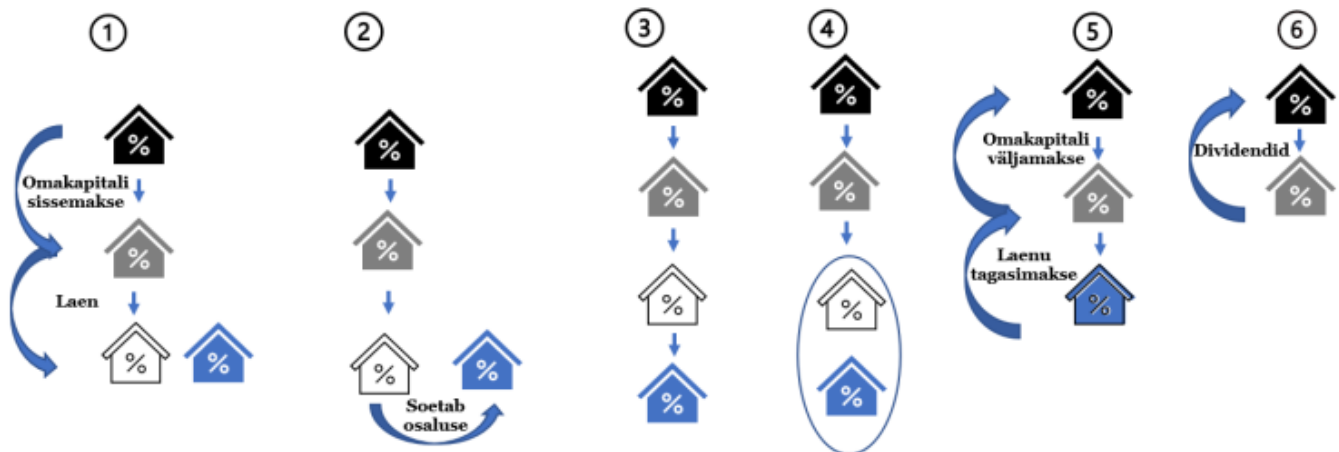 1
2
3
4
5
6
%
%
%
%
%
%
Omakapitali
sissemakse
Omakapitali
väljamakse
Dividendid
%
%
%
%
%
%
Laen
%
%
Laenu
tagasimakse
%
%
%
%
%
%
%
Soetab
osaluse